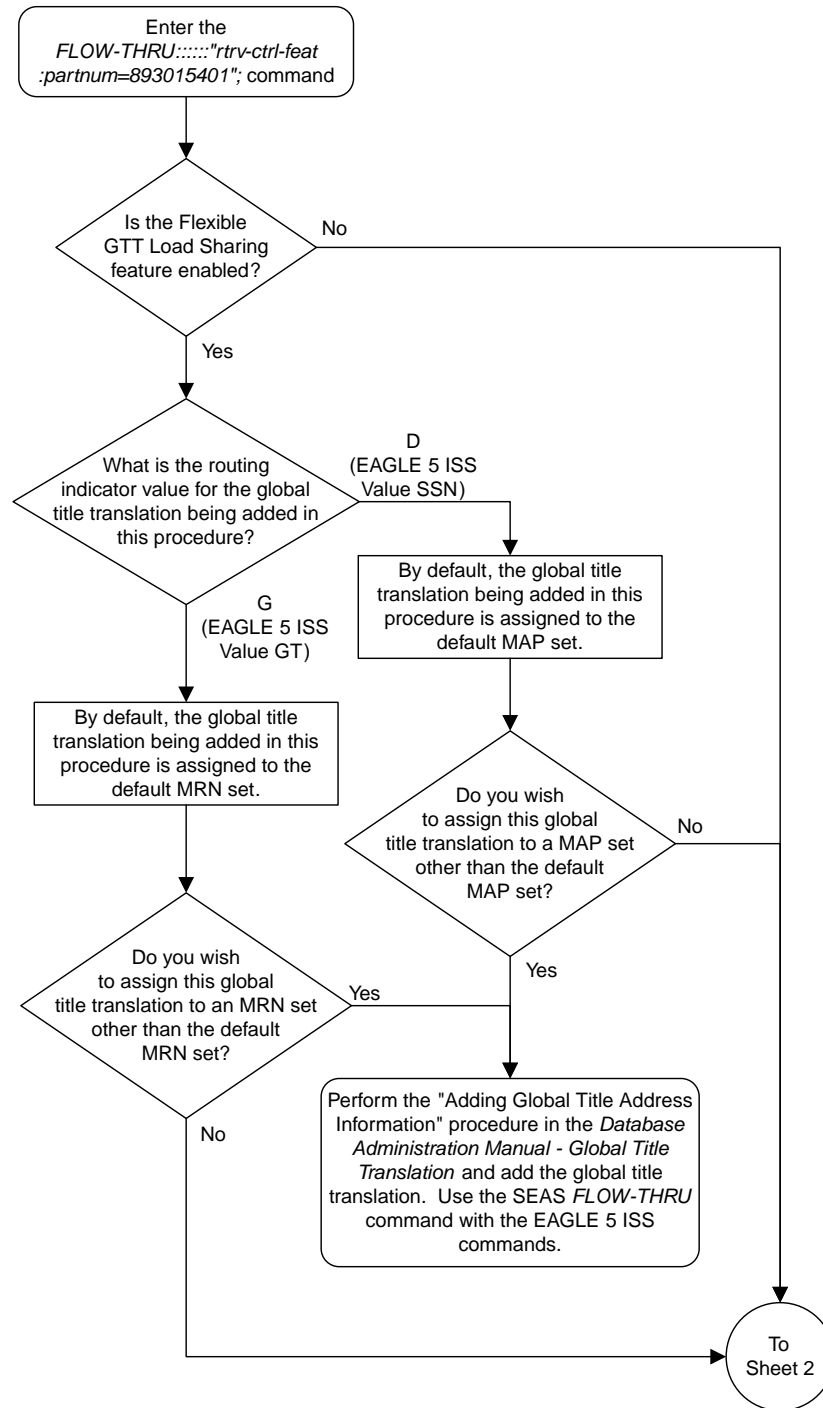 Enter the
FLOW-THRU::::::"rtrv-ctrl-feat
:partnum=893015401"; command
Is the Flexible
GTT Load Sharing
feature enabled?
No
Yes
What is the routing
indicator value for the global
title translation being added in
this procedure?
D
(EAGLE 5 ISS
Value SSN)
G
(EAGLE 5 ISS
Value GT)
By default, the global title
translation being added in this
procedure is assigned to the
default MAP set.
By default, the global title
translation being added in this
procedure is assigned to the
default MRN set.
Do you wish
to assign this global
title translation to a MAP set
other than the default
MAP set?
No
Yes
Do you wish
to assign this global
title translation to an MRN set
other than the default
MRN set?
Yes
No
Perform the "Adding Global Title Address
Information" procedure in the Database
Administration Manual - Global Title
Translation and add the global title
translation.  Use the SEAS FLOW-THRU
command with the EAGLE 5 ISS
commands.
To
Sheet 2